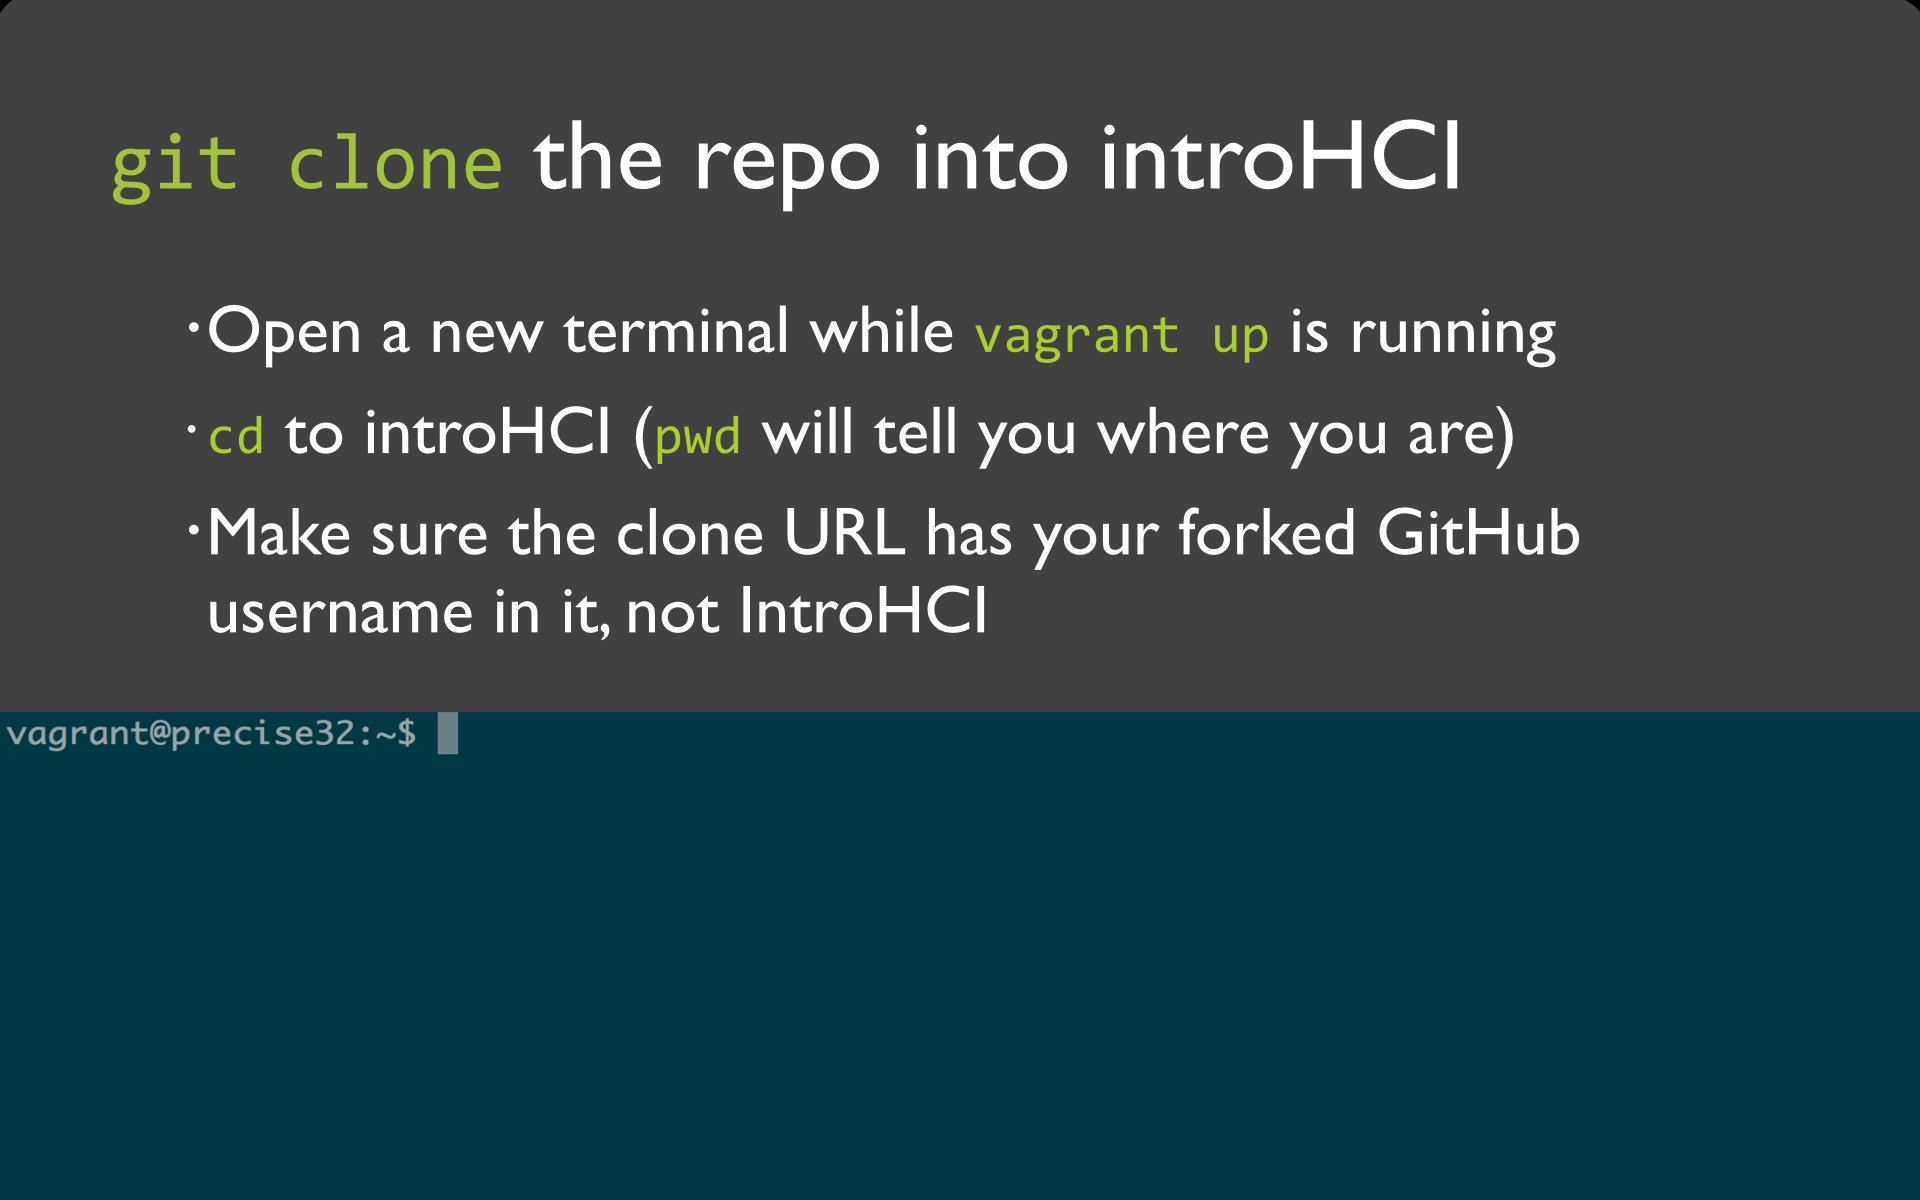 git clone the repo into introHCI
·Open a new terminal while vagrant up is running
·cd to introHCI (pwd will tell you where you are)
·Make sure the clone URL has your forked GitHub
username in it, not IntroHCI
vagrant@precise32:~$